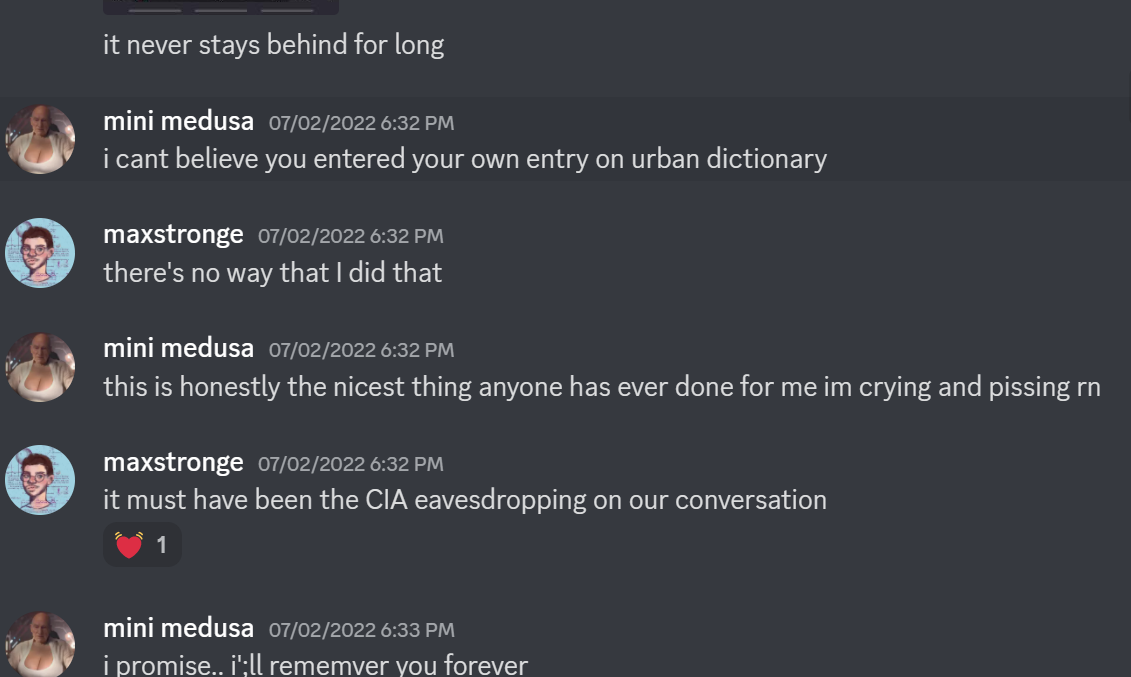 it never stays behind for long
mini medusa 07/02/2022 6:32 PM
i cant believe you entered your own entry on urban dictionary
maxstronge 07/02/2022 6:32 PM
there's no way that I did that
mini medusa 07/02/2022 6:32 PM
this is honestly the nicest thing anyone has ever done for me im crying and pissing rn
maxstronge 07/02/2022 6:32 PM
it must have been the CIA eavesdropping on our conversation
1
mini medusa 07/02/2022 6:33 PM
i promise.. i';ll rememver you forever